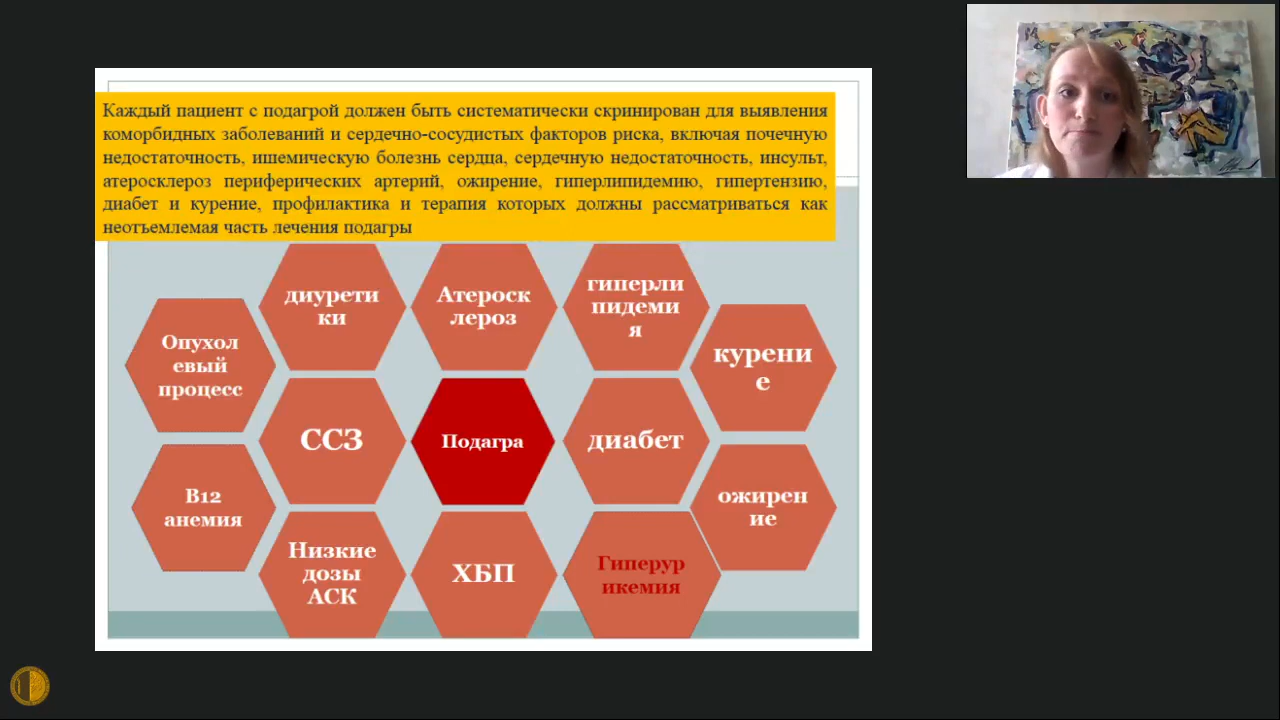 Каждый пациент с подагрой должен быть систематически скринирован для выявления
коморбидных заболеваний и сердечно-сосудистых факторов риска, включая почечную
недостаточность, ишемическую болезнь сердца, сердечную недостаточность, инсульт,
атеросклероз периферических артерий, ожирение, гиперлипидемию, гипертензию,
диабет и курение, профилактика и терапия которых должны рассматриваться как
неотъемлемая часть лечения подагры
диурети
ки
Атероск
лероз
гиперли
пидеми
я
Опухол
евый
процесс
курени
е
ССЗ
Подагра
диабет
В12
анемия
ожирен
ие
Низкие
дозы
АСК
ХБП
Гиперур
икемия